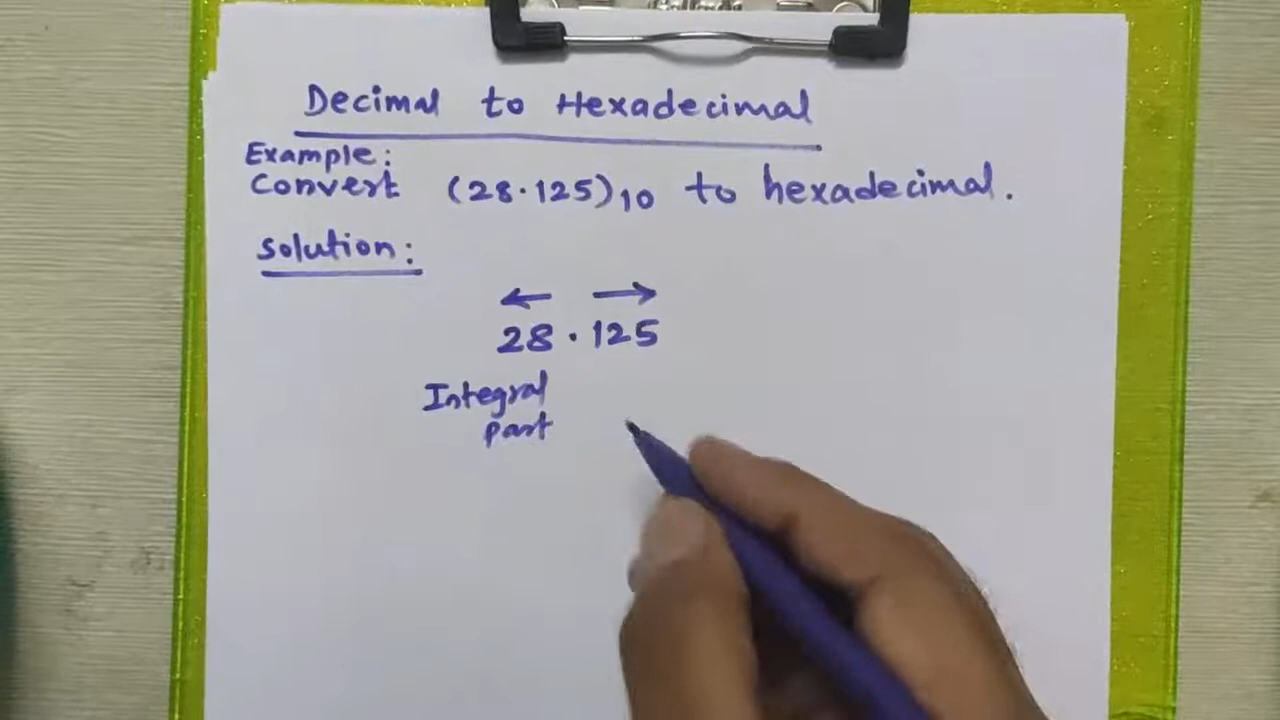 Decimal to Hexadecimal
Example:
Convert (28.125)10 to hexadecimal.
Solution:
28.125
Integral
part